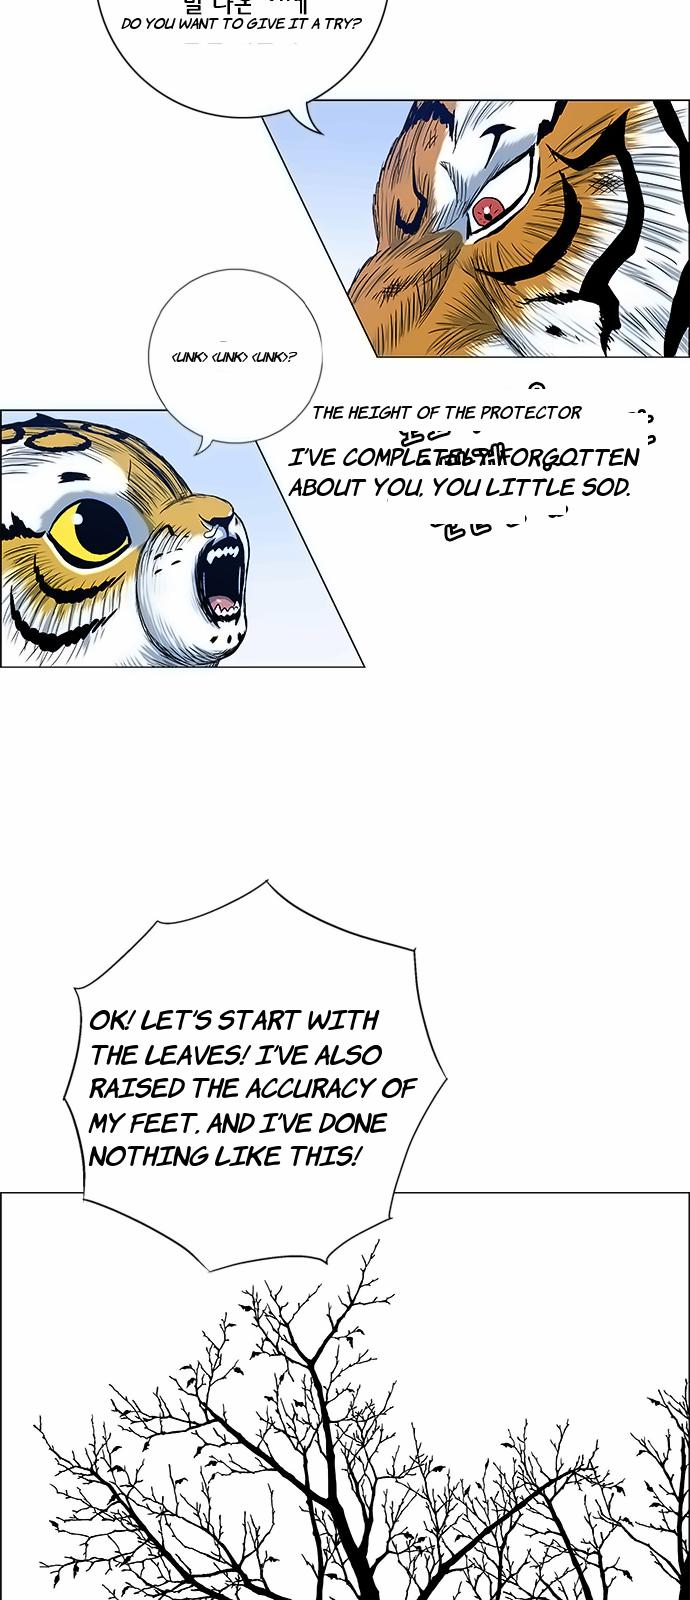 DO YOU WANT TO GIVE IT A TRY?
<UNK> <UNK> <UNK>?
THE HEIGHT OF THE PROTECTOR
I'VE COMPLETELY FORGOTTEN
ABOUT YOU, YOU LITTLE SOD.
OK! LET'S START WITH
THE LEAVES! I'VE ALSO
RAISED THE ACCURACY OF
MY FEET, AND I'VE DONE
NOTHING LIKE THIS!